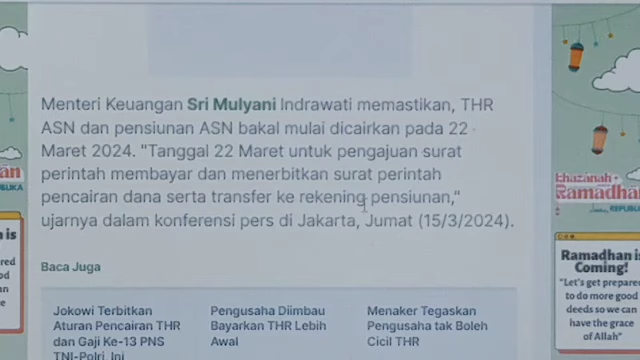 Menteri Keuangan Sri Mulyani Indrawati memastikan, THR
ASN dan pensiunan ASN bakal mulai dicairkan pada 22
Maret 2024. "Tanggal 22 Maret untuk pengajuan surat
perintah membayar dan menerbitkan surat perintah
pencairan dana serta transfer ke rekening pensiunan,"
ujarnya dalam konferensi pers di Jakarta, Jumat (15/3/2024).
Baca Juga
Jokowi Terbitkan
Aturan Pencairan THR
dan Gaji Ke-13 PNS
TNI-Polri, Ini
Pengusaha Diimbau
Bayarkan THR Lebih
Awal
Menaker Tegaskan
Pengusaha tak Boleh
Cicil THR
Khazanah
Ramadha
REPUBL
Ramadhan is
Coming!
"Let's get prepared
to do more good
deeds so we can
have the grace
of Allah"